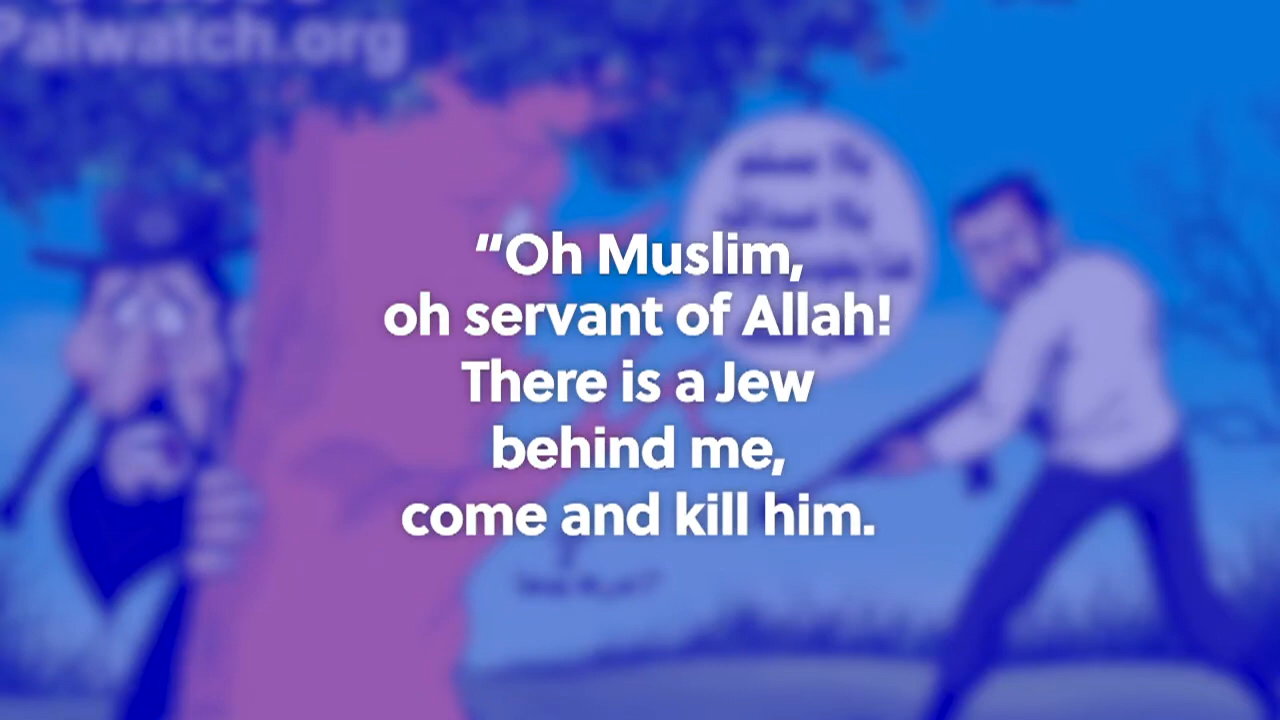 Palwatch.org
“Oh Muslim,
oh servant of Allah!
There is a Jew
behind me,
come and kill him.